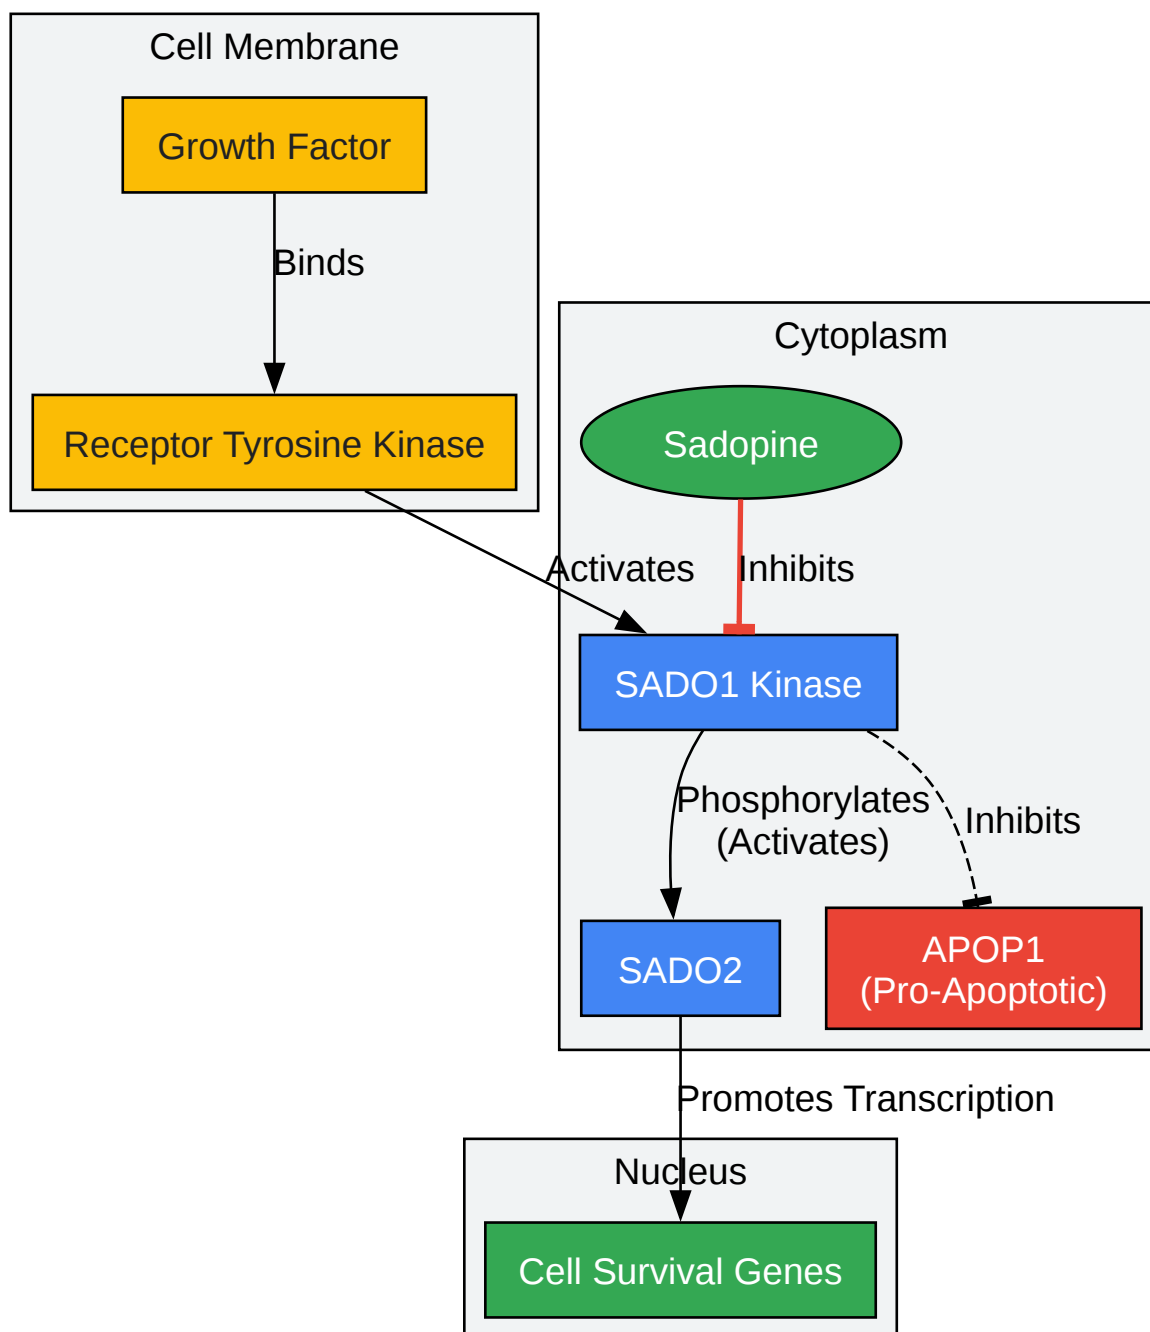 Cell Membrane
Growth Factor
Binds
Receptor Tyrosine Kinase
Cytoplasm
Sadopine
Activates
Inhibits
SADO1 Kinase
Phosphorylates
(Activates)
Inhibits
SADO2
APOP1
(Pro-Apoptotic)
Promotes Transcription
Nucleus
Cell Survival Genes